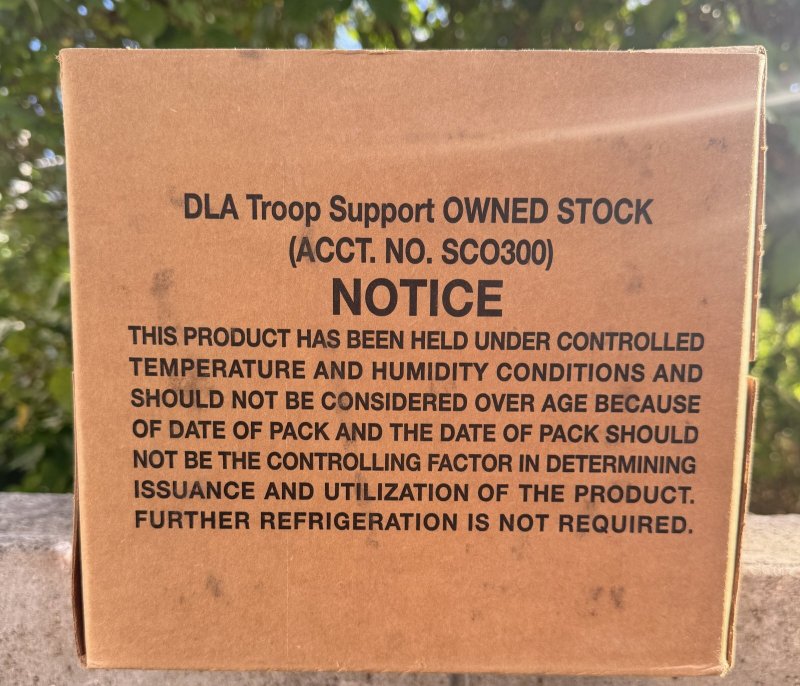 DLA Troop Support OWNED STOCK
(ACCT. NO. SCO300)
NOTICE
THIS PRODUCT HAS BEEN HELD UNDER CONTROLLED
TEMPERATURE AND HUMIDITY CONDITIONS AND
SHOULD NOT BE CONSIDERED OVER AGE BECAUSE
OF DATE OF PACK AND THE DATE OF PACK SHOULD
NOT BE THE CONTROLLING FACTOR IN DETERMINING
ISSUANCE AND UTILIZATION OF THE PRODUCT.
FURTHER REFRIGERATION IS NOT REQUIRED.